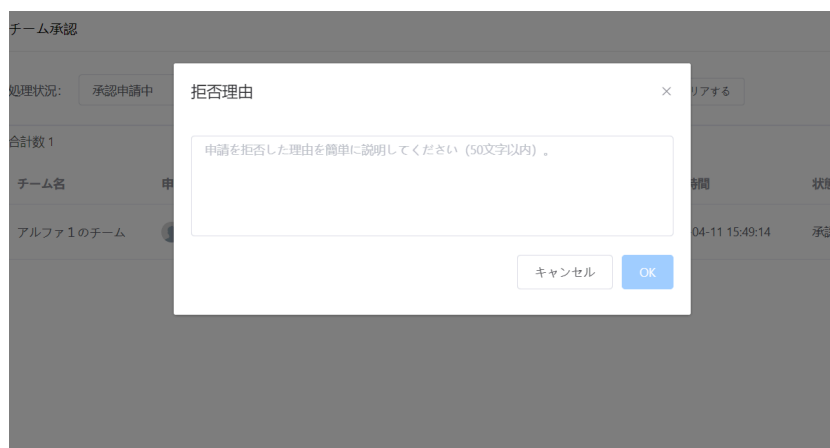 チーム承認
処理状況: 承認申請中
リアする
拒否理由
申請を拒否した理由を簡単に説明してください（50文字以内）。
キャンセル OK
合計数 1
チーム名 申 時間 状態
アルファ１のチーム -04-11 15:49:14 承認